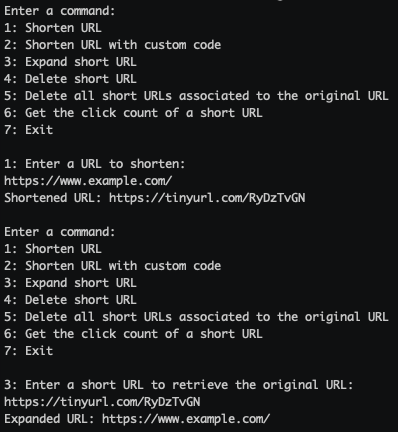 Enter a command:
1: Shorten URL
2: Shorten URL with custom code
3: Expand short URL
4: Delete short URL
5: Delete all short URLs associated to the original URL
6: Get the click count of a short URL
7: Exit
1: Enter a URL to shorten:
https://www.example.com/
Shortened URL: https://tinyurl.com/RyDzTvGN
Enter a command:
1: Shorten URL
2: Shorten URL with custom code
3: Expand short URL
4: Delete short URL
5: Delete all short URLs associated to the original URL
6: Get the click count of a short URL
7: Exit
3: Enter a short URL to retrieve the original URL:
https://tinyurl.com/RyDzTvGN
Expanded URL: https://www.example.com/